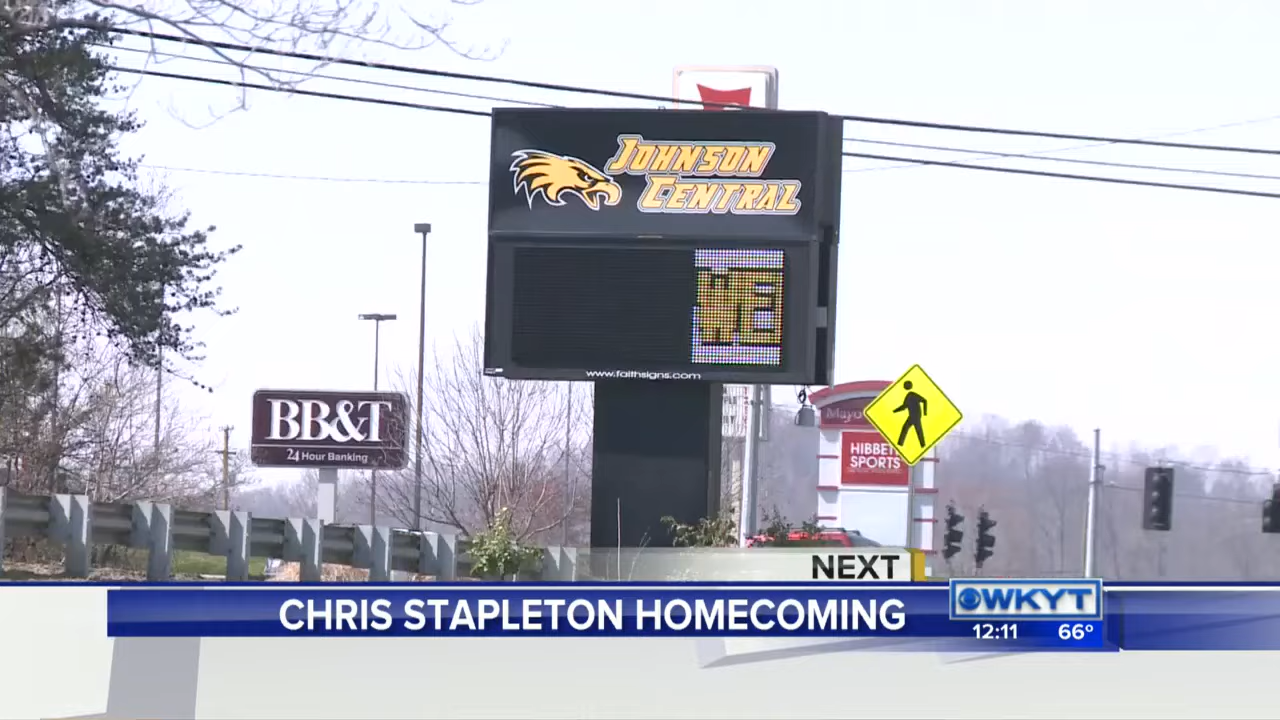 JOHNSON
CENTRAL
WE
www.faithsigns.com
BB&T
24 Hour Banking
Mayo
HIBBETT
SPORTS
NEXT
CHRIS STAPLETON HOMECOMING
WKYT
12:11 66°